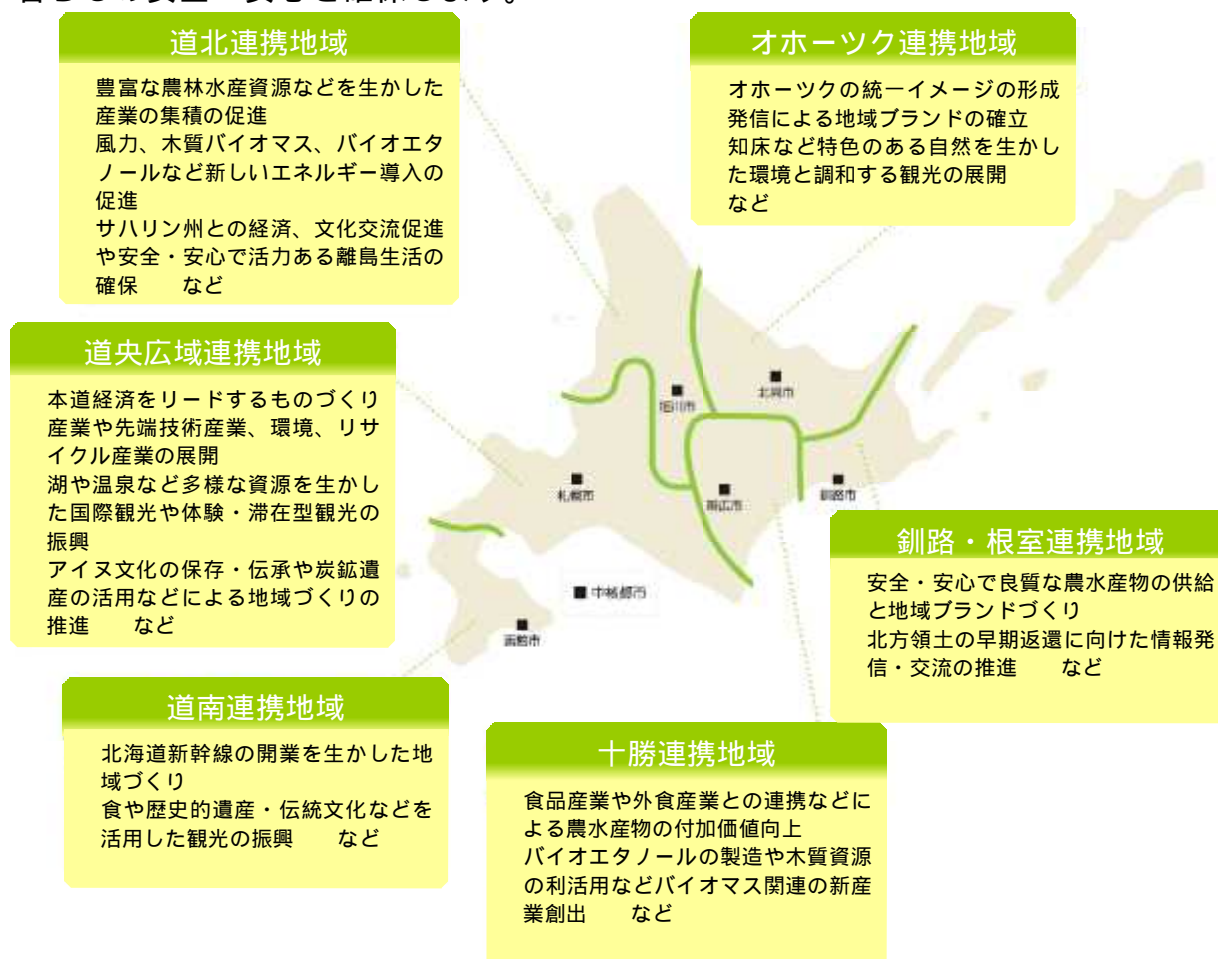 道北連携地域
豊富な農林水産資源などを生かした
産業の集積の促進
風力、木質バイオマス、バイオエタ
ノールなど新しいエネルギー導入の
促進
サハリン州との経済、文化交流促進
や安全・安心で活力ある離島生活の
確保　　など
オホーツク連携地域
オホーツクの統一イメージの形成
発信による地域ブランドの確立
知床など特色のある自然を生かし
た環境と調和する観光の展開
など
道央広域連携地域
本道経済をリードするものづくり
産業や先端技術産業、環境、リサ
イクル産業の展開
湖や温泉など多様な資源を生かし
た国際観光や体験・滞在型観光の
振興
アイヌ文化の保存・伝承や炭鉱遺
産の活用などによる地域づくりの
推進　　など
旭川市
北見市
札幌市
帯広市
釧路市
■ 中核都市
函館市
釧路・根室連携地域
安全・安心で良質な農水産物の供給
と地域ブランドづくり
北方領土の早期返還に向けた情報発
信・交流の推進　　など
道南連携地域
北海道新幹線の開業を生かした地
域づくり
食や歴史的遺産・伝統文化などを
活用した観光の振興　　など
十勝連携地域
食品産業や外食産業との連携などに
よる農水産物の付加価値向上
バイオエタノールの製造や木質資源
の利活用などバイオマス関連の新産
業創出　　など